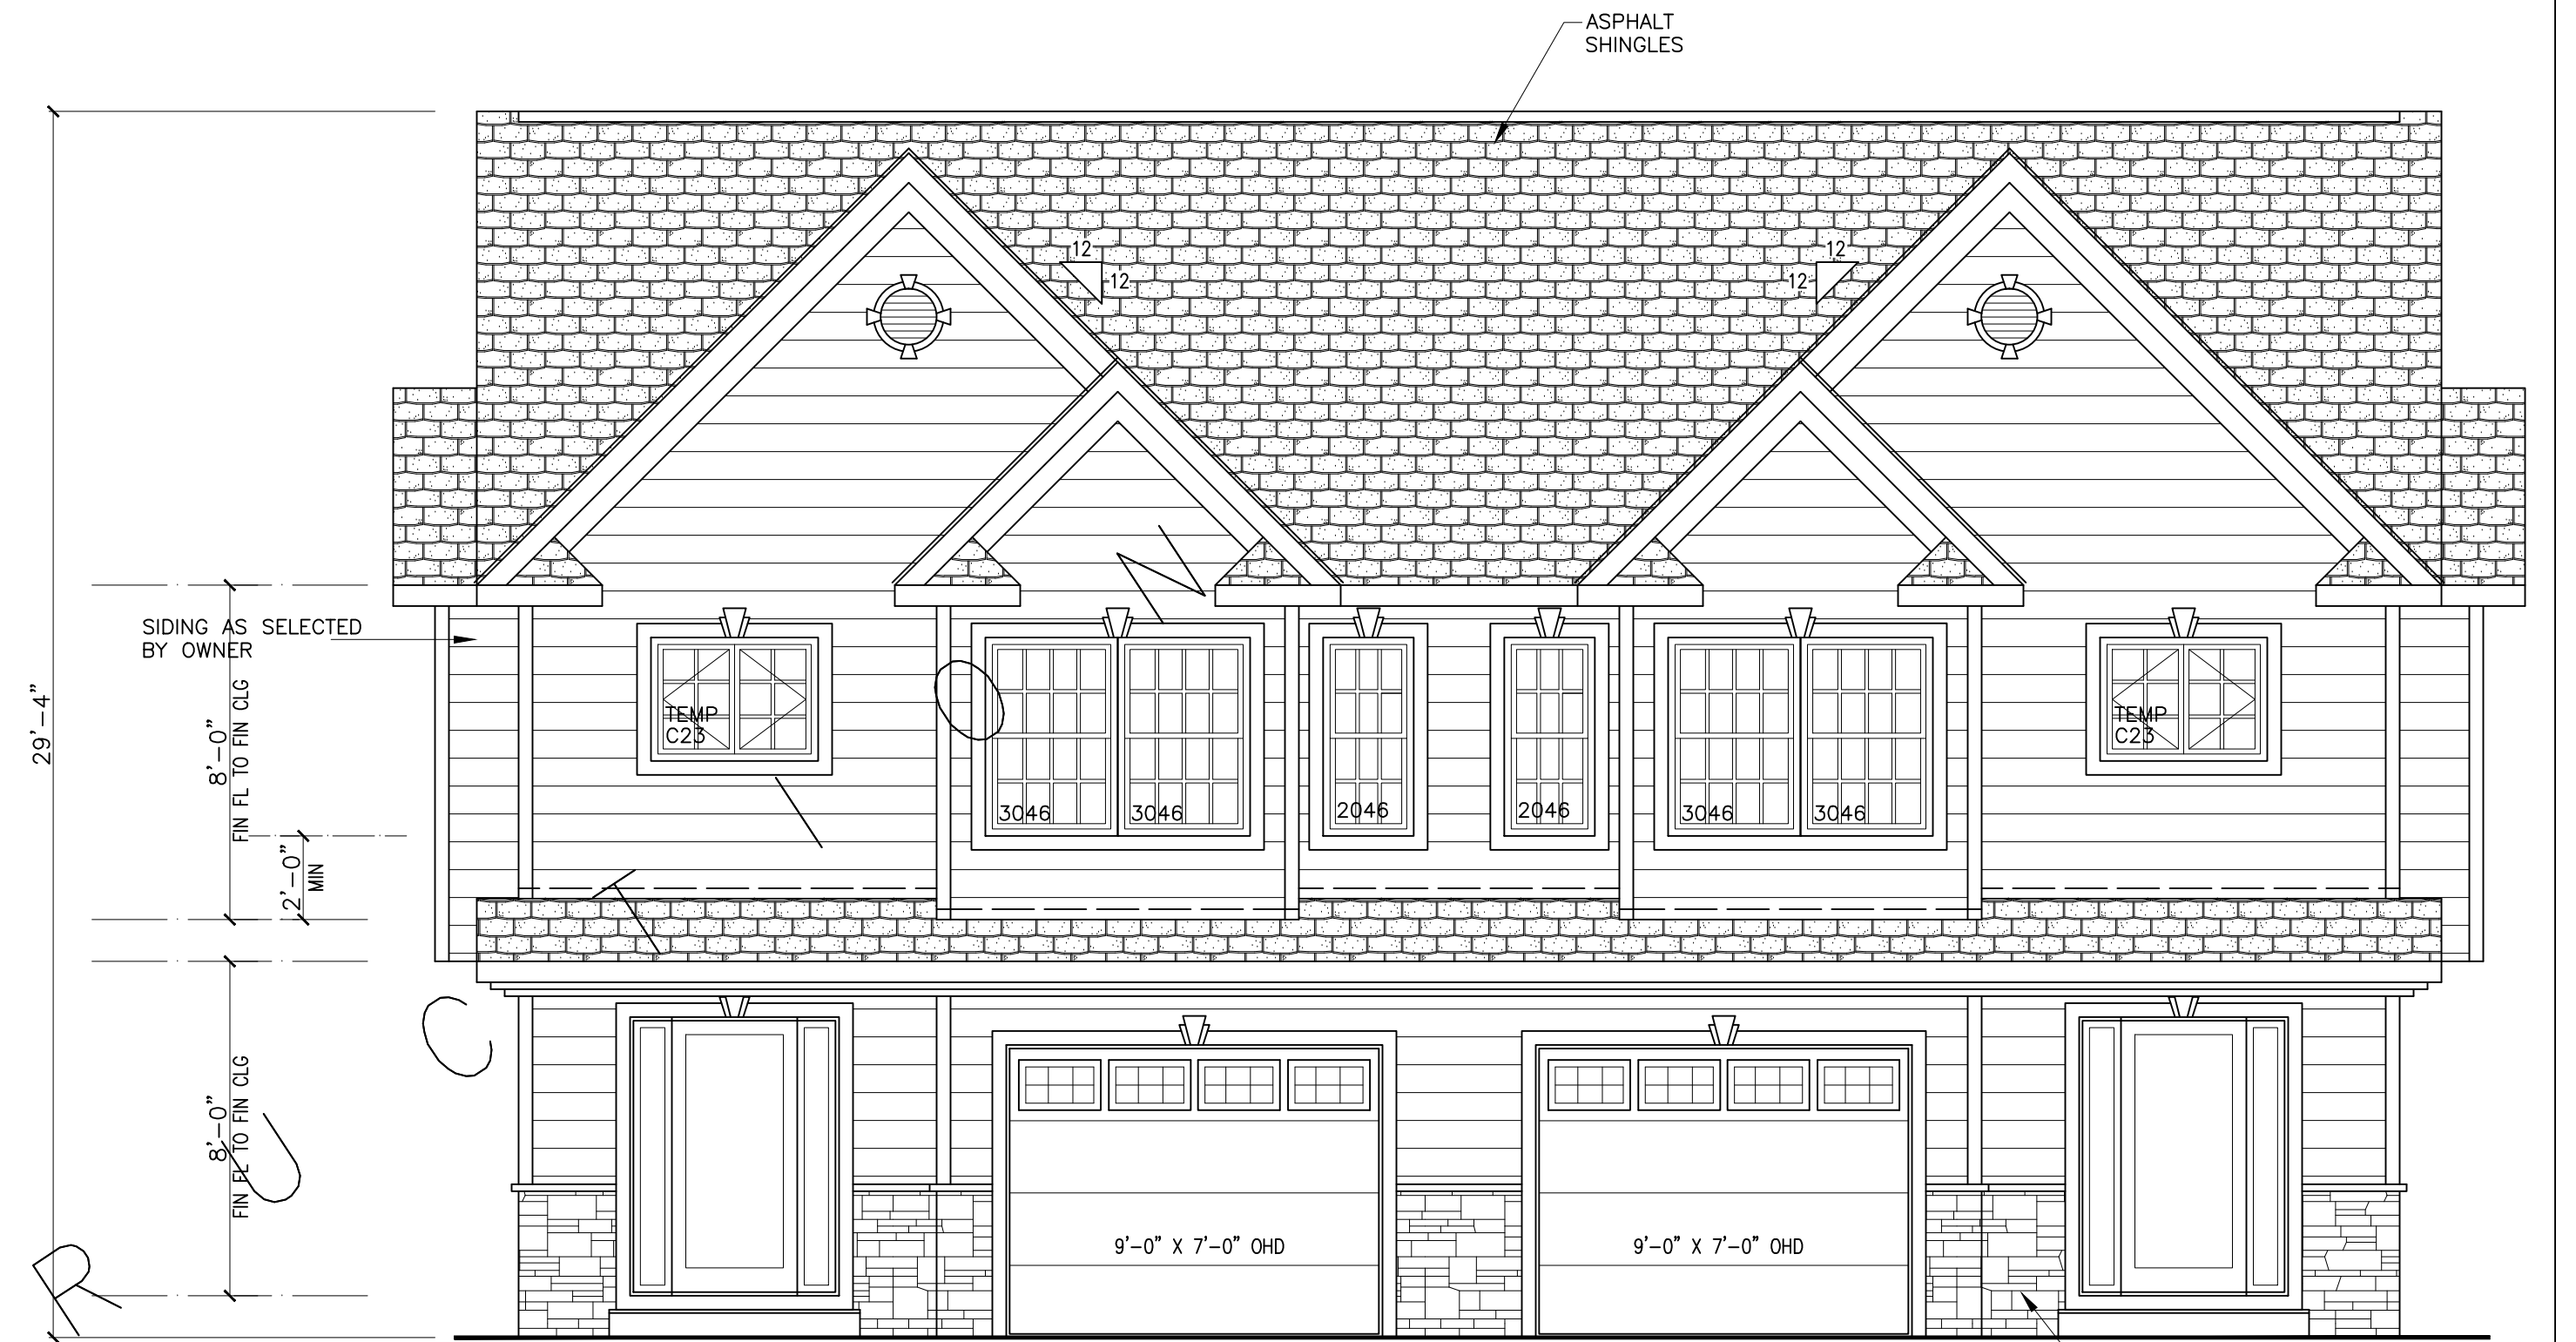 ASPHALT
SHINGLES
12
12
12
12
SIDING AS SELECTED
BY OWNER
29'-4"
8'-0"
FIN FL TO FIN CLG
2'-0"
MIN
TEMP
C23
3046
3046
2046
2046
3046
3046
TEMP
C23
8'-0"
FIN FL TO FIN CLG
9'-0" X 7'-0" OHD
9'-0" X 7'-0" OHD